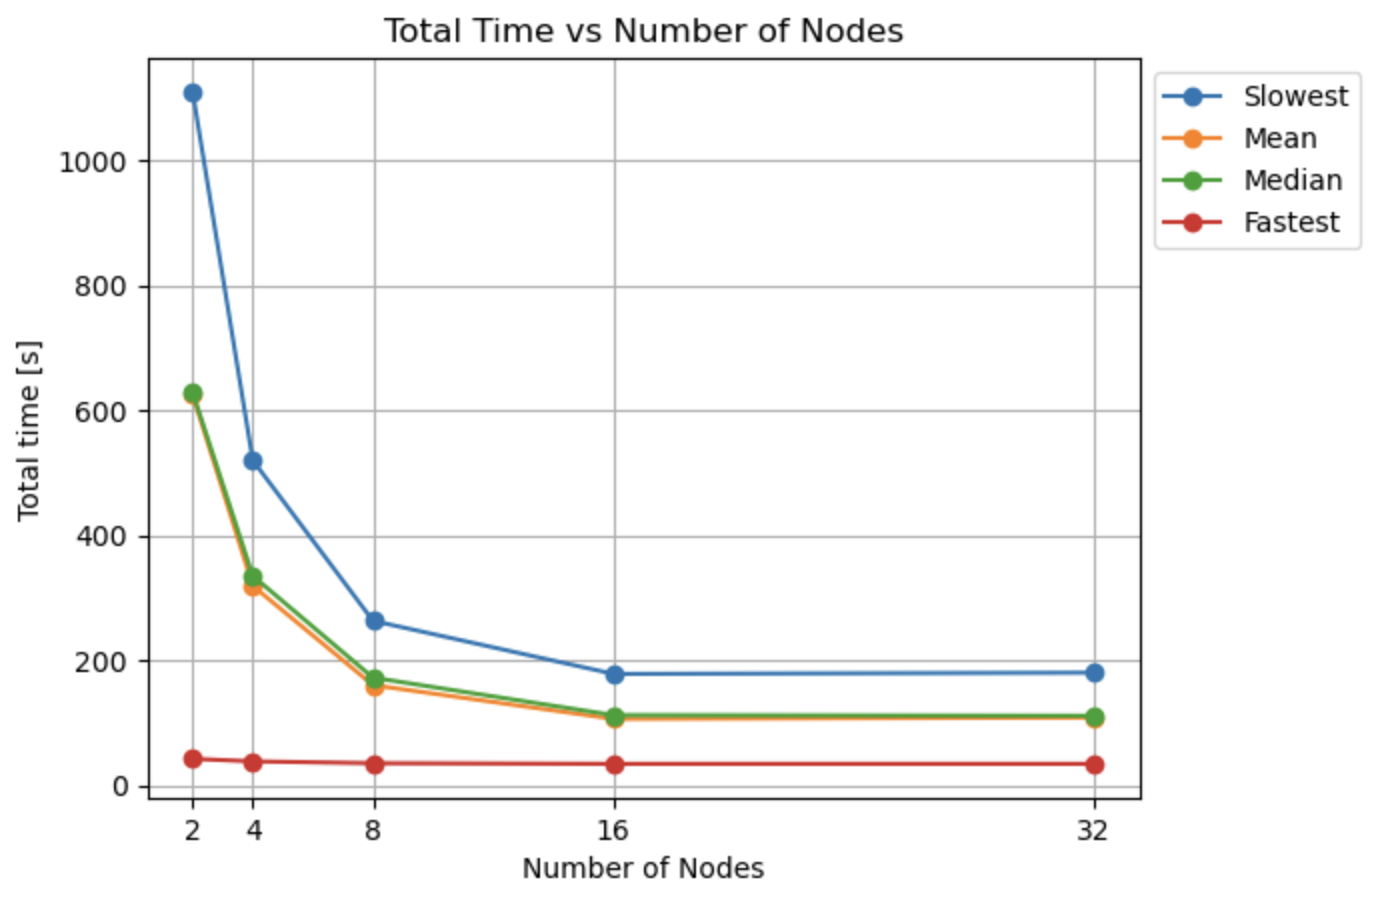 Total Time vs Number of Nodes
Total time [s]
1000
800
600
400
200
0
2 4 8 16 32
Number of Nodes
Slowest
Mean
Median
Fastest